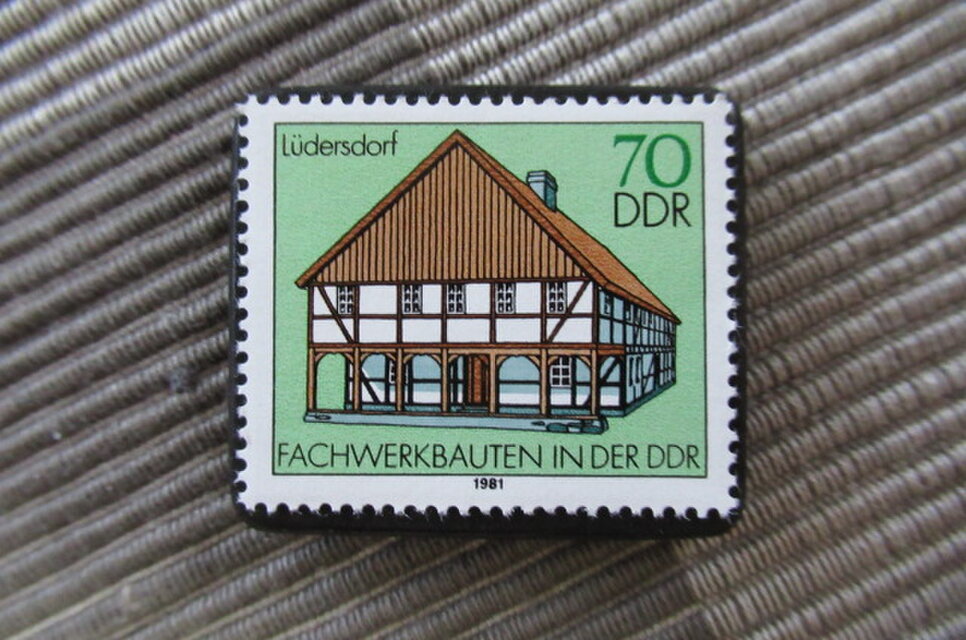 Lüdersdorf
70
DDR
FACHWERKBAUTEN IN DER DDR
1981